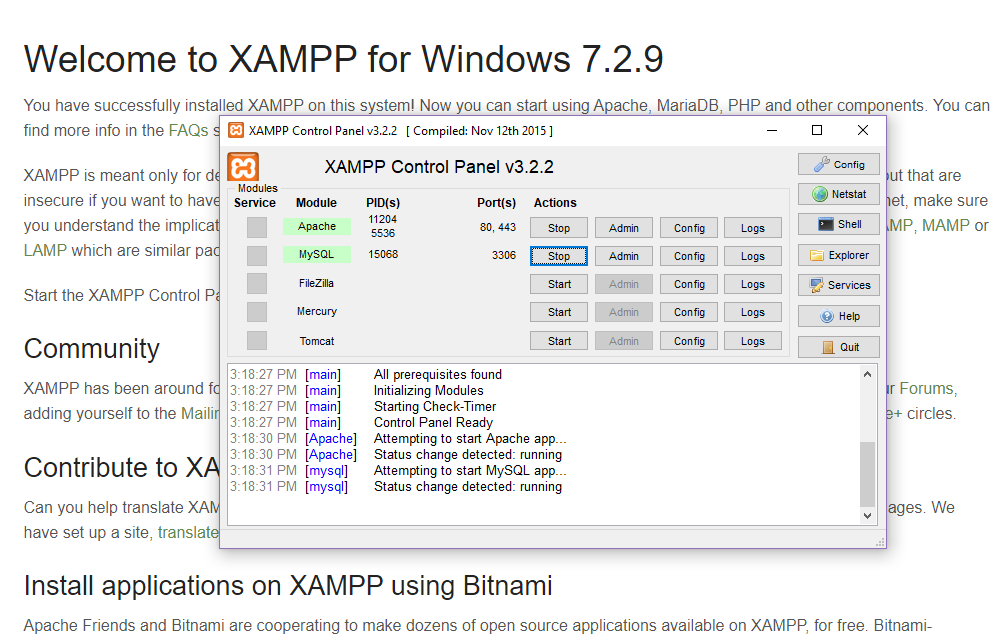 Welcome to XAMPP for Windows 7.2.9
You have successfully installed XAMPP on this system! Now you can start using Apache, MariaDB, PHP and other components. You can
find more info in the FAQs s
XAMPP is meant only for de
ut that are
insecure if you want to have
net, make sure
you understand the implicat
MP, MAMP or
LAMP which are similar pac
Start the XAMPP Control Pa
Community
XAMPP has been around fo
ur Forums,
adding yourself to the Mailin
e+ circles.
Contribute to XA
Can you help translate XAM
ages. We
have set up a site, translate
XAMPP Control Panel v3.2.2 [ Compiled: Nov 12th 2015 ]
XAMPP Control Panel v3.2.2
Config
Modules
Service Module PID(s) Port(s) Actions
Netstat
Apache 11204 5536 80, 443 Stop Admin Config Logs
Shell
MySQL 15068 3306 Stop Admin Config Logs
Explorer
FileZilla Start Admin Config Logs
Services
Mercury Start Admin Config Logs
Help
Tomcat Start Admin Config Logs
Quit
3:18:27 PM [main] All prerequisites found
3:18:27 PM [main] Initializing Modules
3:18:27 PM [main] Starting Check-Timer
3:18:27 PM [main] Control Panel Ready
3:18:30 PM [Apache] Attempting to start Apache app...
3:18:30 PM [Apache] Status change detected: running
3:18:31 PM [mysql] Attempting to start MySQL app...
3:18:31 PM [mysql] Status change detected: running
Install applications on XAMPP using Bitnami
Apache Friends and Bitnami are cooperating to make dozens of open source applications available on XAMPP, for free. Bitnami-